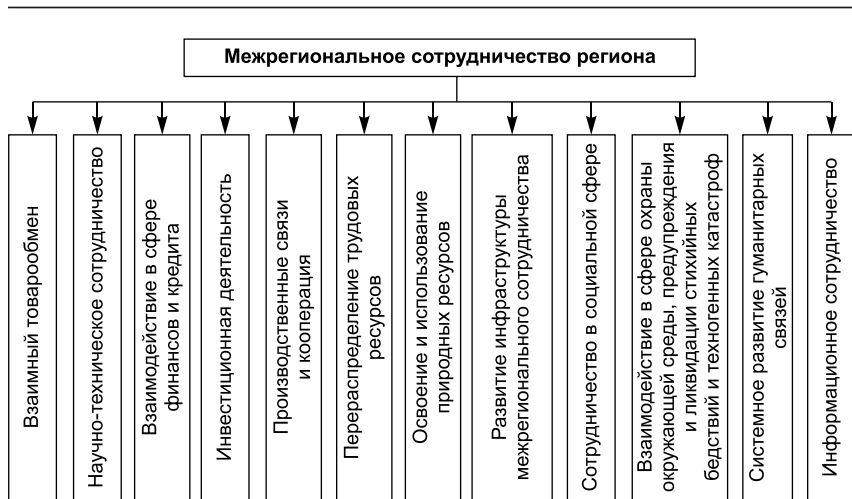 Межрегиональное сотрудничество региона
Взаимный товарообмен
Научно-техническое сотрудничество
Взаимодействие в сфере
финансов и кредита
Инвестиционная деятельность
Производственные связи
и кооперация
Перераспределение трудовых
ресурсов
Освоение и использование
природных ресурсов
Развитие инфраструктуры
межрегионального сотрудничества
Сотрудничество в социальной сфере
Взаимодействие в сфере охраны
окружающей среды, предупреждения
и ликвидации стихийных
бедствий и техногенных катастроф
Системное развитие гуманитарных
связей
Информационное сотрудничество